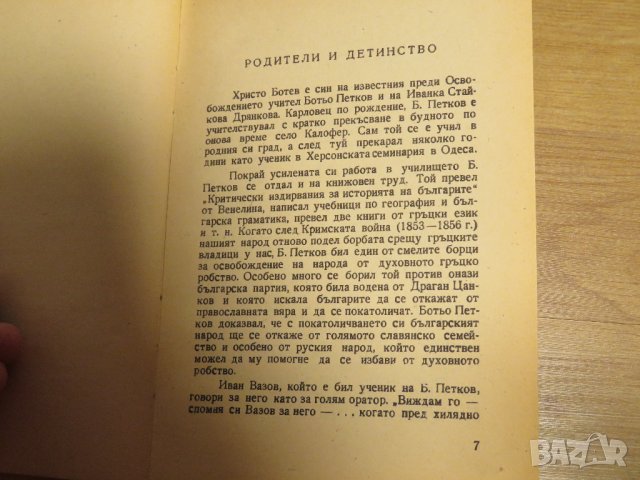 РОДИТЕЛИ И ДЕТИНСТВО
Христо Ботев е син на известния преди Осво-
бождението учител Ботьо Петков и на Иванка Стай-
кова Дрянкова. Карловец по рождение, Б. Петков е
учителствувал с кратко прекъсване в будното по
онова време село Калофер. Сам той се е учил в
родния си град, а след туй прекарал няколко го-
дини като ученик в Херсонската семинария в Одеса.
Покрай усилената си работа в училището Б.
Петков се отдал и на книжовен труд. Той превел
„Критически издирвания за историята на българите“
от Венелина, написал учебници по география и бъл-
гарска граматика, превел две книги от гръцки език
и т. н. Когато след Кримската война (1853—1856 г.)
нашият народ отново подел борбата срещу гръцките
владици у нас, Б. Петков бил един от смелите борци
за освобождение на народа от духовното гръцко
робство. Особено много се борил той против онази
българска партия, която била водена от Драган Цан-
ков и която искала българите да се откажат от
православната вяра и да се покатоличат. Ботьо Пет-
ков доказвал, че с покатоличването си българският
народ ще се откаже от голямото славянско семей-
ство и особено от руския народ, който единствен
можел да му помогне да се избави от духовното
робство.
Иван Вазов, който е бил ученик на Б. Петков,
говори за него като за голям оратор. „Виждам го —
спомня си Вазов за него — . . . когато пред хилядно
7
BAZAR
.bg